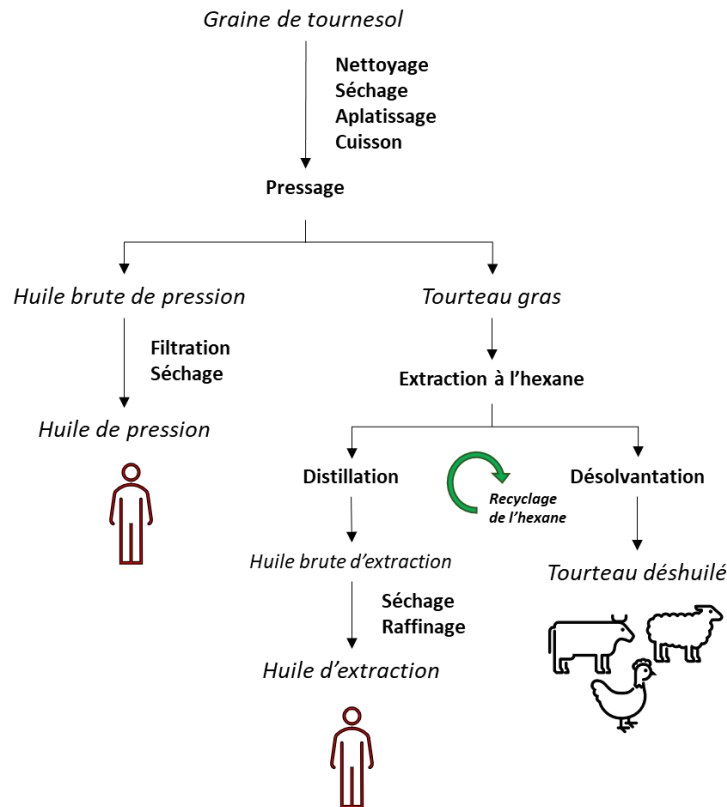 Graine de tournesol
Nettoyage
Séchage
Aplatissage
Cuisson
Pressage
Huile brute de pression
Tourteau gras
Filtration
Séchage
Extraction à l’hexane
Huile de pression
Distillation
Recyclage
de l’hexane
Désolvantation
Huile brute d’extraction
Tourteau déshuilé
Séchage
Raffinage
Huile d’extraction